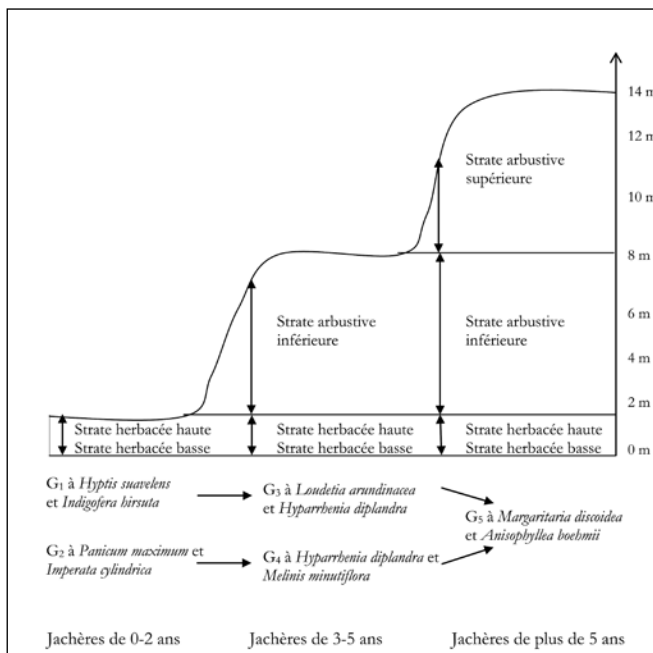 14 m
12 m
Strate arbustive
supérieure
10 m
8 m
6 m
Strate arbustive
inférieure
Strate arbustive
inférieure
4 m
2 m
Strate herbacée haute
Strate herbacée basse
Strate herbacée haute
Strate herbacée basse
Strate herbacée haute
Strate herbacée basse
0 m
G1 à Hyptis suavelens
et Indigofera hirsuta
G3 à Loudetia arundinacea
et Hyparrhenia diplandra
G5 à Margaritaria discoidea
et Anisophyllea boehmii
G2 à Panicum maximum et
Imperata cylindrica
G4 à Hyparrhenia diplandra et
Melinis minutiflora
Jachères de 0-2 ans
Jachères de 3-5 ans
Jachères de plus de 5 ans